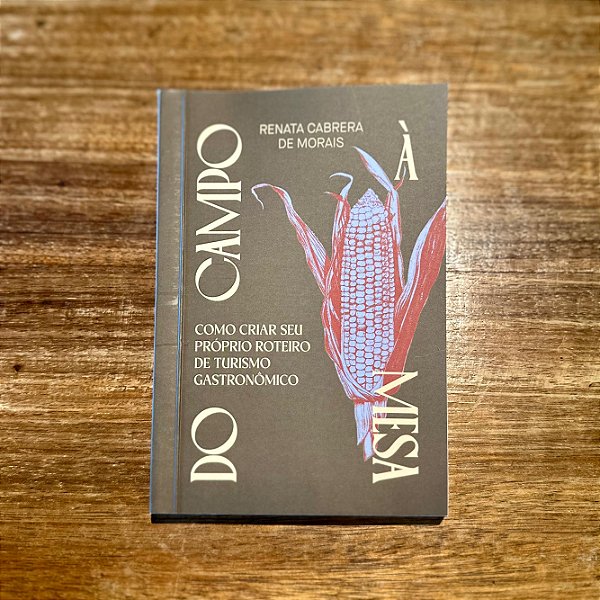 DO CAMPO
À MESA
RENATA CABRERA
DE MORAIS
COMO CRIAR SEU
PRÓPRIO ROTEIRO
DE TURISMO
GASTRONÔMICO